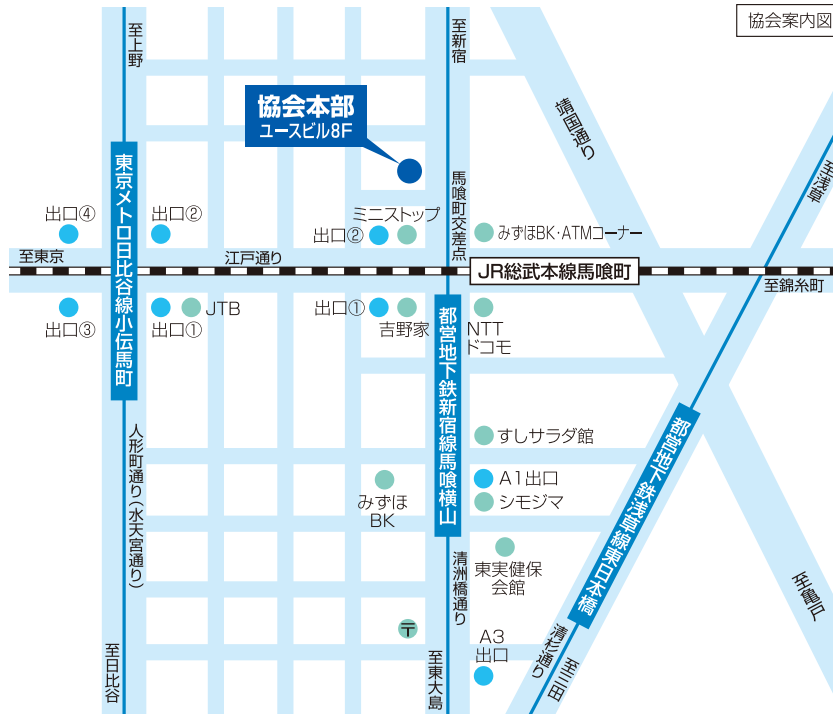 協会案内図
至上野
至新宿
靖国通り
至浅草
協会本部
ユースビル8F
東京メトロ日比谷線小伝馬町
馬喰町交差点
出口④
出口②
ミニストップ
出口②
みずほBK・ATMコーナー
至東京
江戸通り
JR総武本線馬喰町
至錦糸町
出口③
出口①
JTB
出口①
吉野家
都営地下鉄新宿線馬喰横山
NTT
ドコモ
すしサラダ館
A1出口
シモジマ
みずほ
BK
人形町通り(水天宮通り)
都営地下鉄浅草線東日本橋
東実健保
会館
清洲橋通り
至亀戸
〒
A3
出口
清杉通り
至三田
至日比谷
至東大島